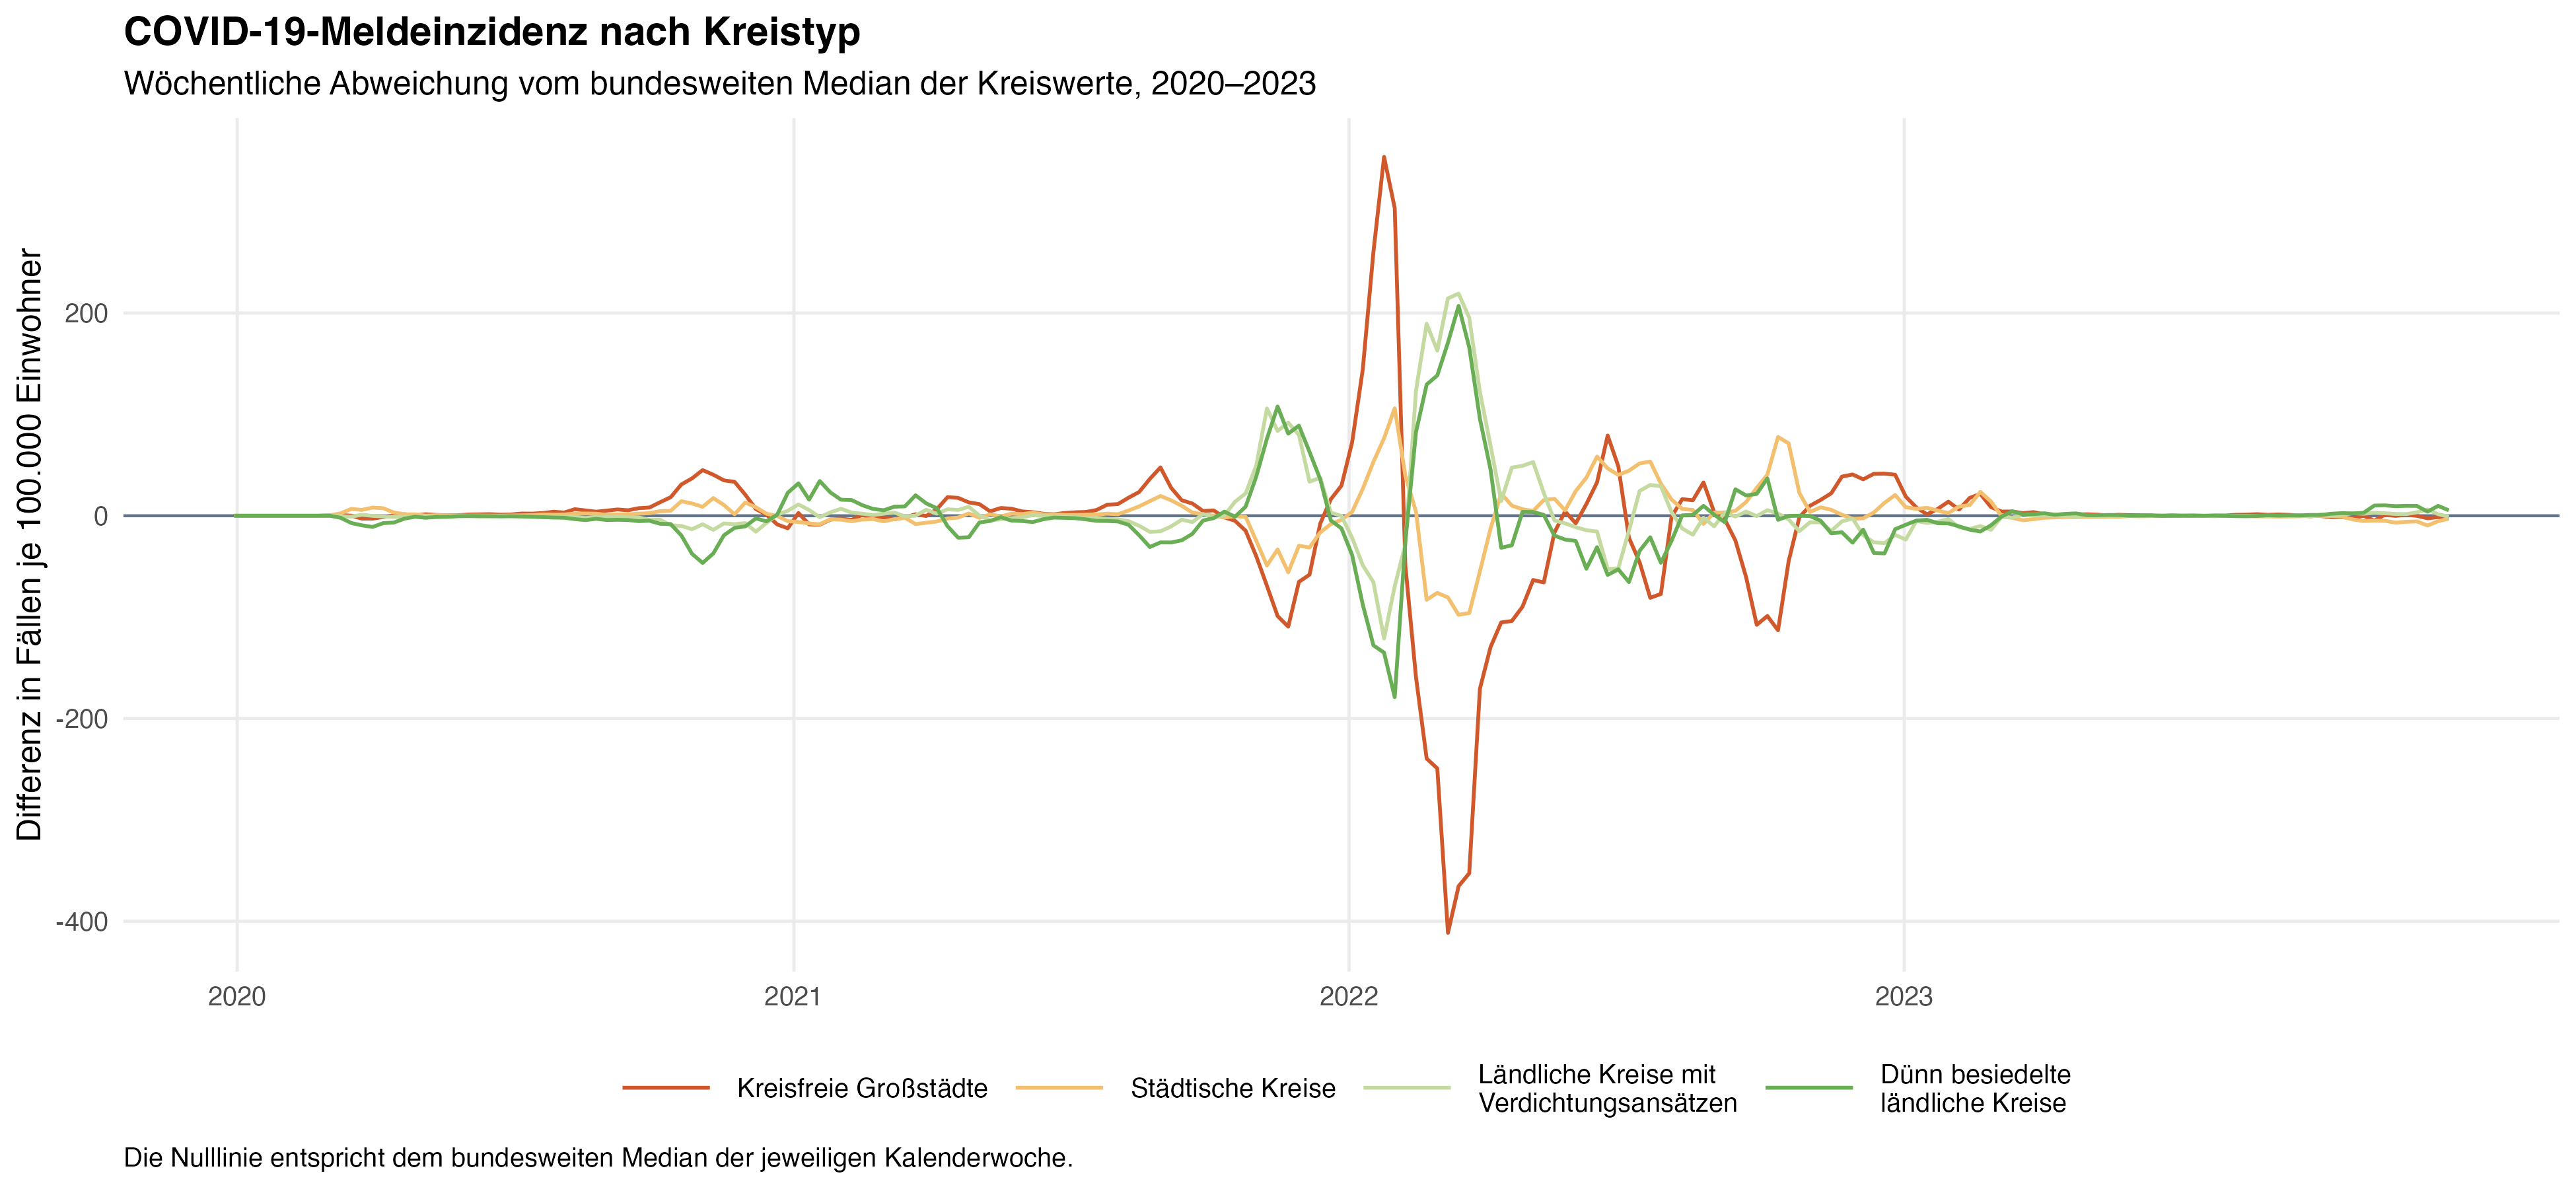 COVID-19-Meldeinzidenz nach Kreistyp
Wöchentliche Abweichung vom bundesweiten Median der Kreiswerte, 2020–2023
Differenz in Fällen je 100.000 Einwohner
200
0
-200
-400
2020
2021
2022
2023
Kreisfreie Großstädte
Städtische Kreise
Ländliche Kreise mit
Verdichtungsansätzen
Dünn besiedelte
ländliche Kreise
Die Nulllinie entspricht dem bundesweiten Median der jeweiligen Kalenderwoche.